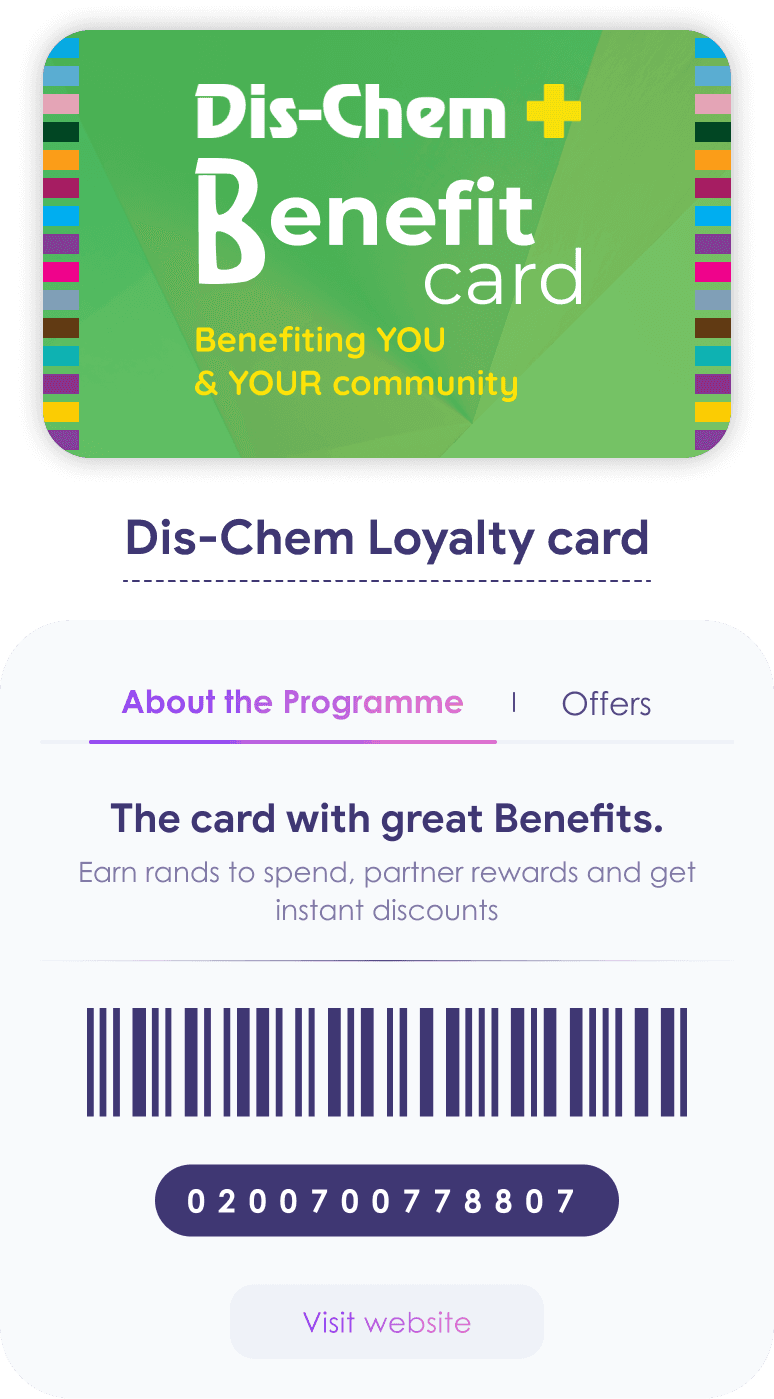 Dis-Chem
Benefit
card
Benefiting YOU
& YOUR community
Dis-Chem Loyalty card
About the Programme | Offers
The card with great Benefits.
Earn rands to spend, partner rewards and get
instant discounts
0200700778807
Visit website